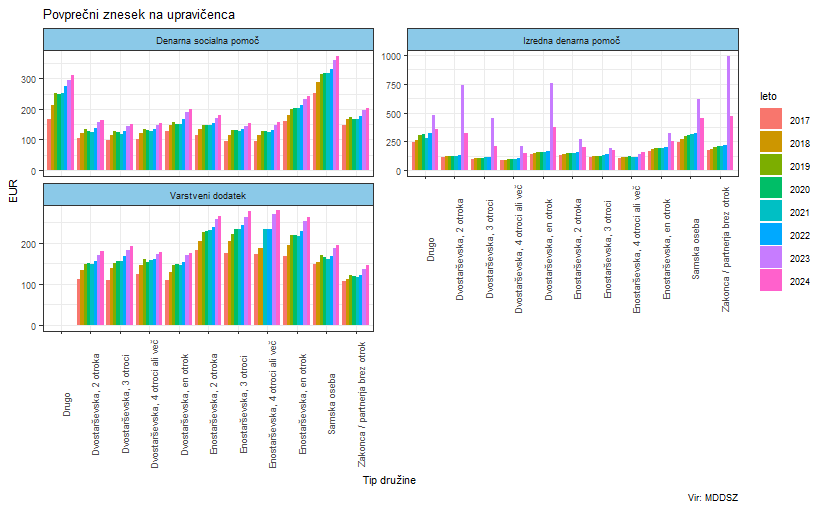 Povprečni znesek na upravičenca
Denarna socialna pomoč
Izredna denarna pomoč
300
200
100
0
1000
750
500
250
0
EUR
Varstveni dodatek
200
100
0
Drugo
Dvostarševska, 2 otroka
Dvostarševska, 3 otroci
Dvostarševska, 4 otroci ali več
Dvostarševska, en otrok
Enostarševska, 2 otroka
Enostarševska, 3 otroci
Enostarševska, 4 otroci ali več
Enostarševska, en otrok
Samska oseba
Zakonca / partnerja brez otrok
Drugo
Dvostarševska, 2 otroka
Dvostarševska, 3 otroci
Dvostarševska, 4 otroci ali več
Dvostarševska, en otrok
Enostarševska, 2 otroka
Enostarševska, 3 otroci
Enostarševska, 4 otroci ali več
Enostarševska, en otrok
Samska oseba
Zakonca / partnerja brez otrok
Tip družine
leto
2017
2018
2019
2020
2021
2022
2023
2024
Vir: MDDSZ